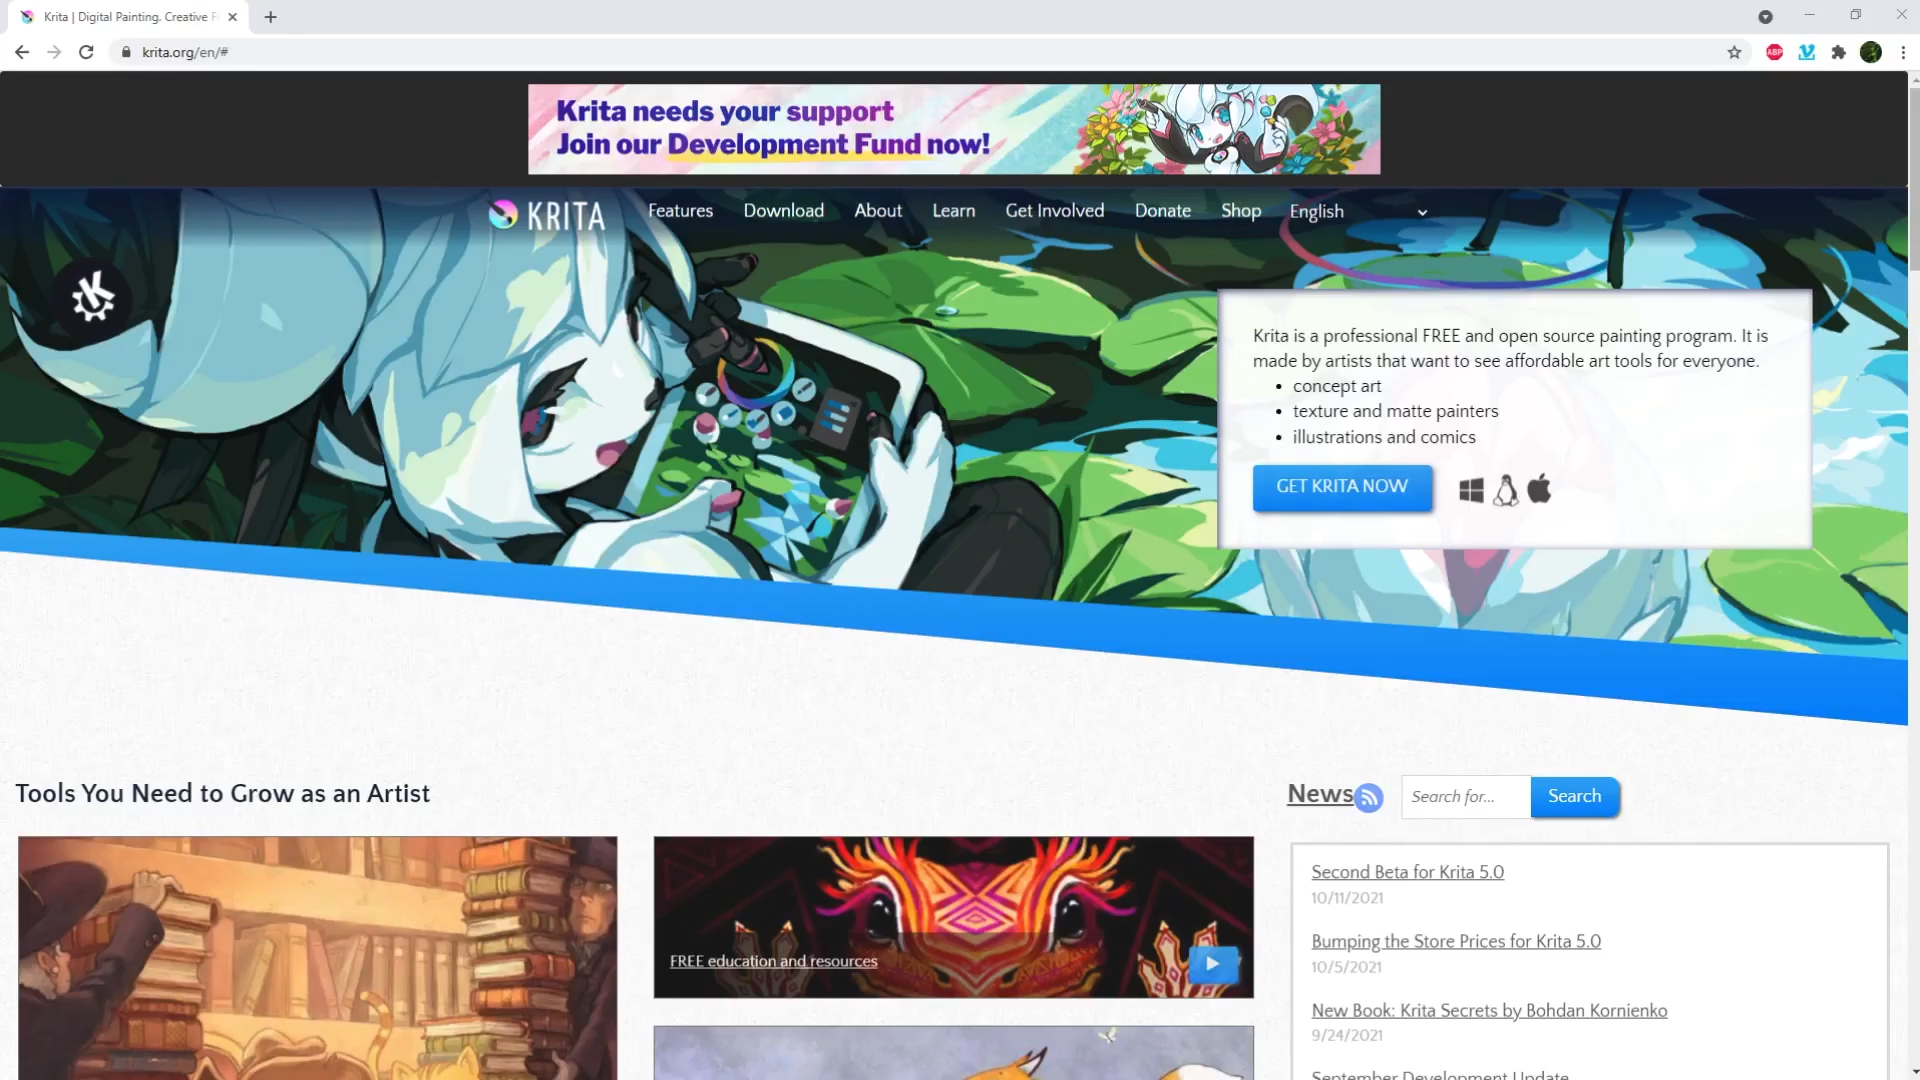 Krita | Digital Painting. Creative F
krita.org/en/#
ABP
Krita needs your support
Join our Development Fund now!
KRITA
Features
Download
About
Learn
Get Involved
Donate
Shop
English
K
Krita is a professional FREE and open source painting program. It is
made by artists that want to see affordable art tools for everyone.
concept art
texture and matte painters
illustrations and comics
GET KRITA NOW
Tools You Need to Grow as an Artist
News
Search for...
Search
FREE education and resources
Second Beta for Krita 5.0
10/11/2021
Bumping the Store Prices for Krita 5.0
10/5/2021
New Book: Krita Secrets by Bohdan Kornienko
9/24/2021
September Development Update